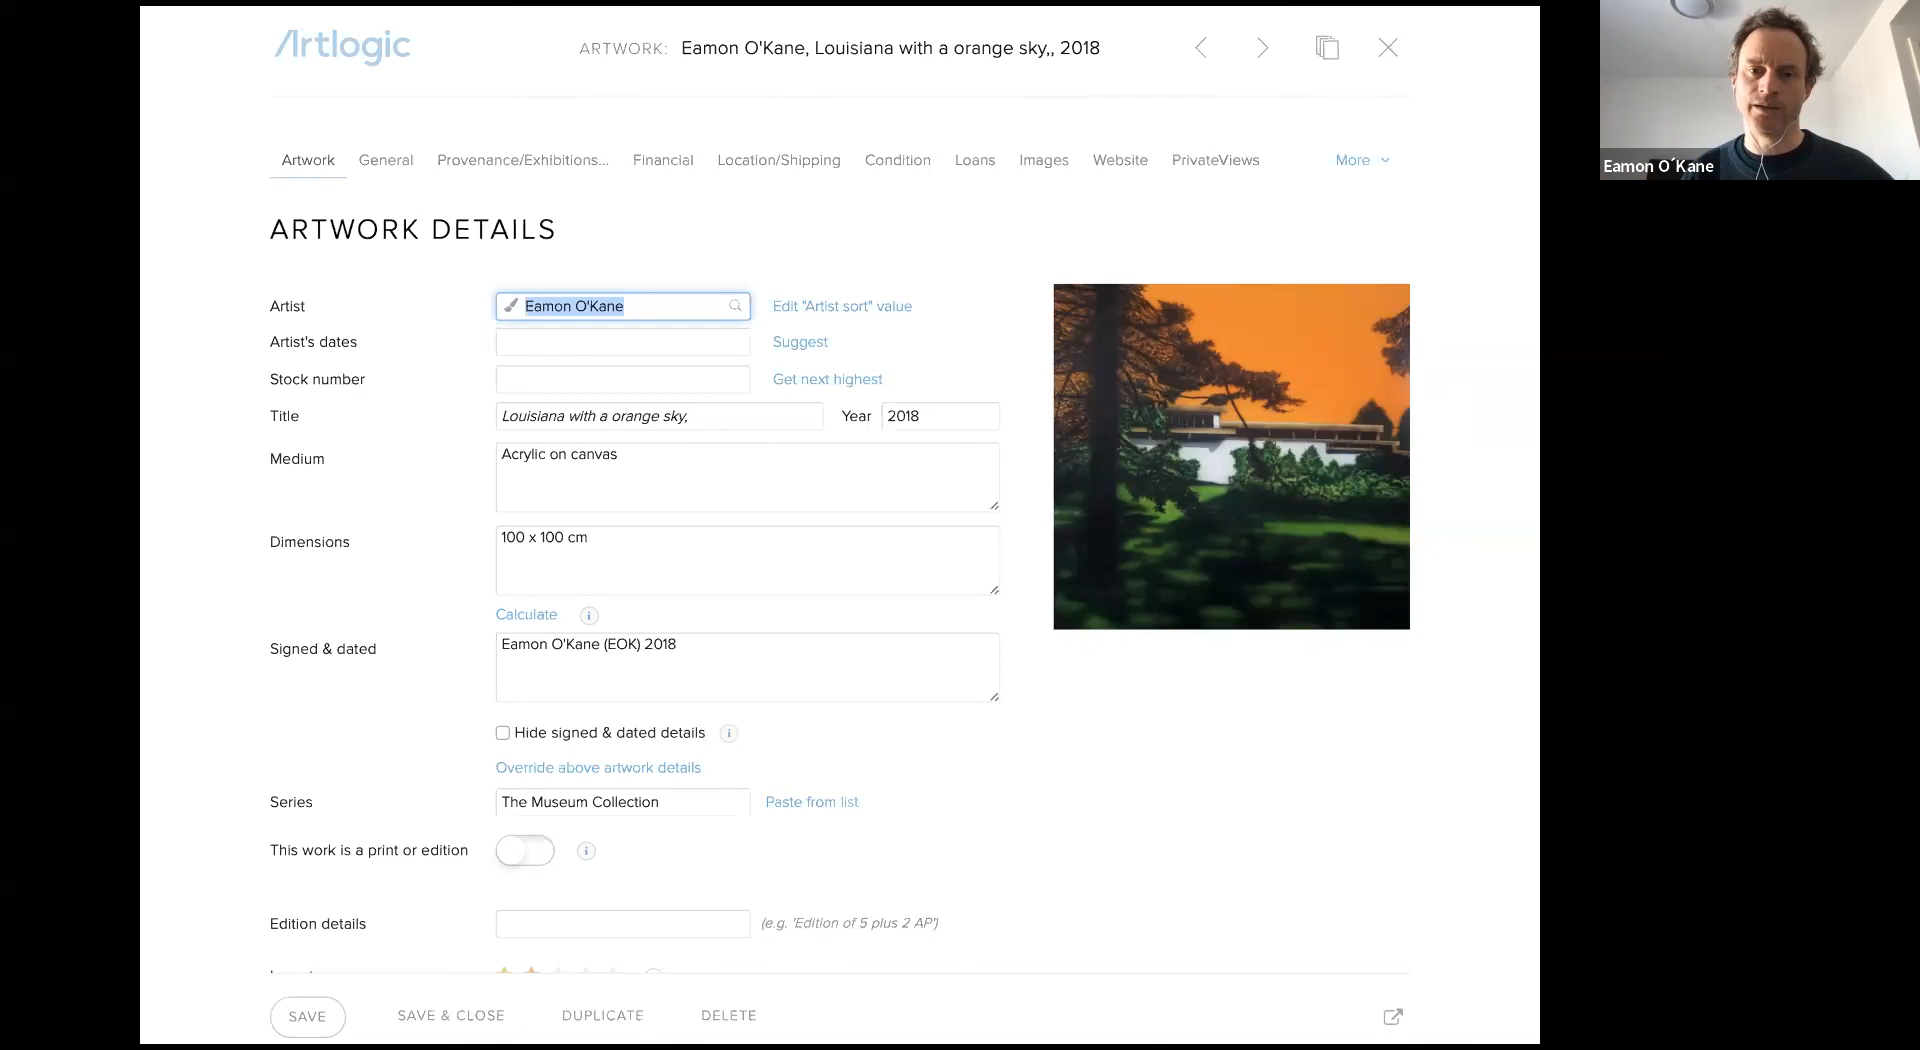 Artlogic
ARTWORK: Eamon O'Kane, Louisiana with a orange sky,, 2018
Eamon O´Kane
Artwork General Provenance/Exhibitions... Financial Location/Shipping Condition Loans Images Website PrivateViews More
ARTWORK DETAILS
Artist Eamon O'Kane Edit "Artist sort" value
Artist's dates Suggest
Stock number Get next highest
Title Louisiana with a orange sky, Year 2018
Medium Acrylic on canvas
Dimensions 100 x 100 cm
Calculate i
Signed & dated Eamon O'Kane (EOK) 2018
Hide signed & dated details i
Override above artwork details
Series The Museum Collection Paste from list
This work is a print or edition i
Edition details (e.g. 'Edition of 5 plus 2 AP')
SAVE SAVE & CLOSE DUPLICATE DELETE